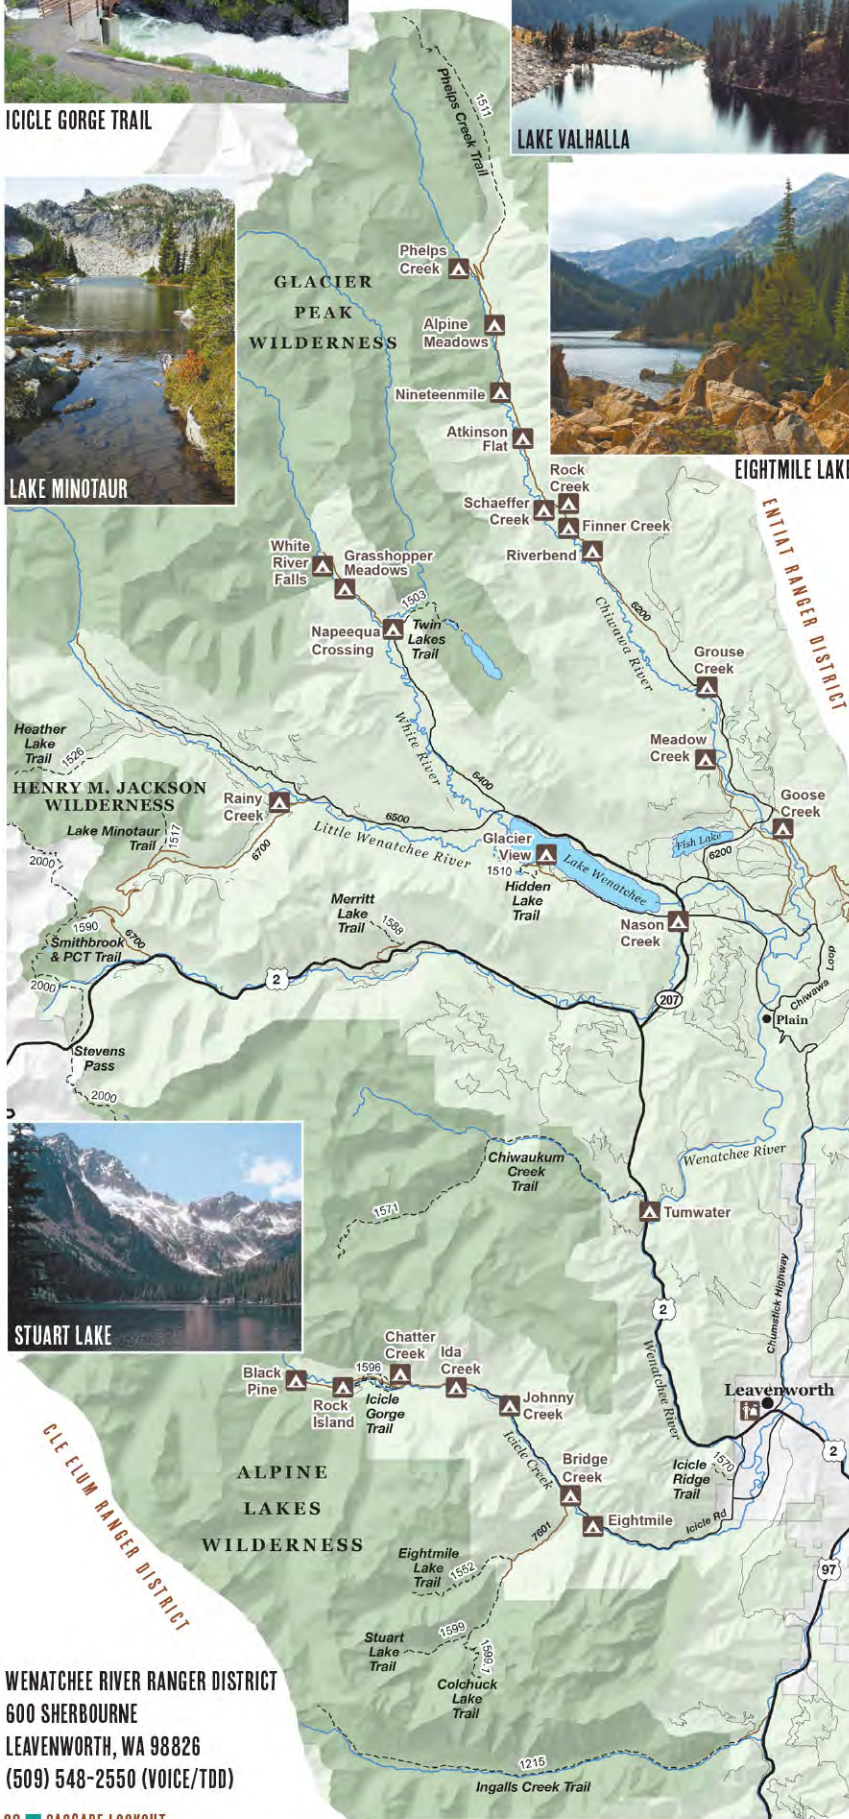 ICICLE GORGE TRAIL
LAKE VALHALLA
Phelps Creek Trail
1511
LAKE MINOTAUR
EIGHTMILE LAKE
Phelps
Creek
GLACIER
PEAK
WILDERNESS
Alpine
Meadows
Nineteenmile
Atkinson
Flat
Rock
Creek
Schaeffer
Creek
Finner Creek
Riverbend
ENTIAT RANGER DISTRICT
White
River
Falls
Grasshopper
Meadows
1503
Napeequa
Crossing
Twin
Lakes
Trail
6200
Chiwawa River
Grouse
Creek
White River
Meadow
Creek
Heather
Lake
Trail
1526
HENRY M. JACKSON
WILDERNESS
Rainy
Creek
6400
Goose
Creek
Lake Minotaur
Trail
1517
6500
6700
Little Wenatchee River
Glacier
View
1510
Lake Wenatchee
Fish Lake
6200
2000
Hidden
Lake
Trail
Merritt
Lake
Trail
1588
Nason
Creek
1590
6700
Smithbrook
& PCT Trail
2
2000
207
Chiwawa Loop
Plain
Stevens
Pass
2000
Chiwaukum
Creek
Trail
Wenatchee River
1571
Tumwater
STUART LAKE
2
Chumstick Highway
Wenatchee River
Chatter
Creek
Ida
Creek
Black
Pine
1596
Rock
Island
Icicle
Gorge
Trail
Johnny
Creek
Leavenworth
Icicle Creek
Bridge
Creek
Icicle
Ridge
Trail
1570
2
CLE ELUM RANGER DISTRICT
ALPINE
LAKES
WILDERNESS
7601
Eightmile
Icicle Rd
Eightmile
Lake
Trail
1552
97
Stuart
Lake
Trail
1599
1599.7
Colchuck
Lake
Trail
WENATCHEE RIVER RANGER DISTRICT
600 SHERBOURNE
LEAVENWORTH, WA 98826
(509) 548-2550 (VOICE/TDD)
1215
Ingalls Creek Trail
CASCADE LOOKOUT